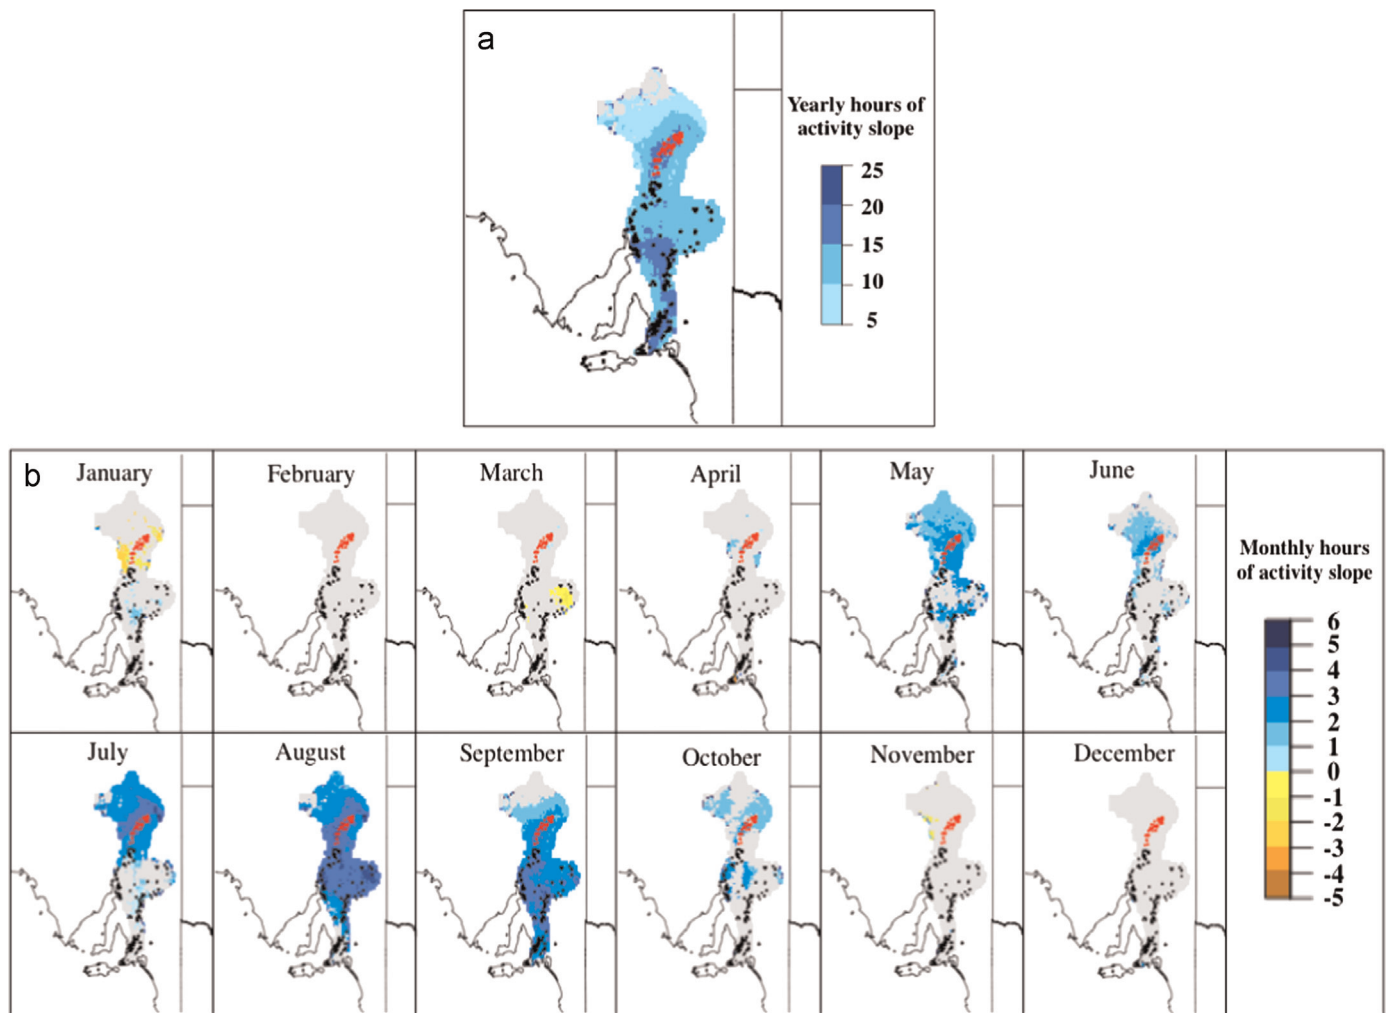 a
Yearly hours of
activity slope
25
20
15
10
5
b
January
February
March
April
May
June
July
August
September
October
November
December
Monthly hours
of activity slope
6
5
4
3
2
1
0
-1
-2
-3
-4
-5